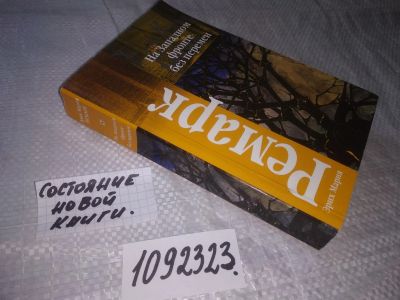 На Западном
фронте
без перемен
Ремарк
Эрих Мария
СОСТОЯНИЕ
НОВОЙ
КНИГИ.
1092323.